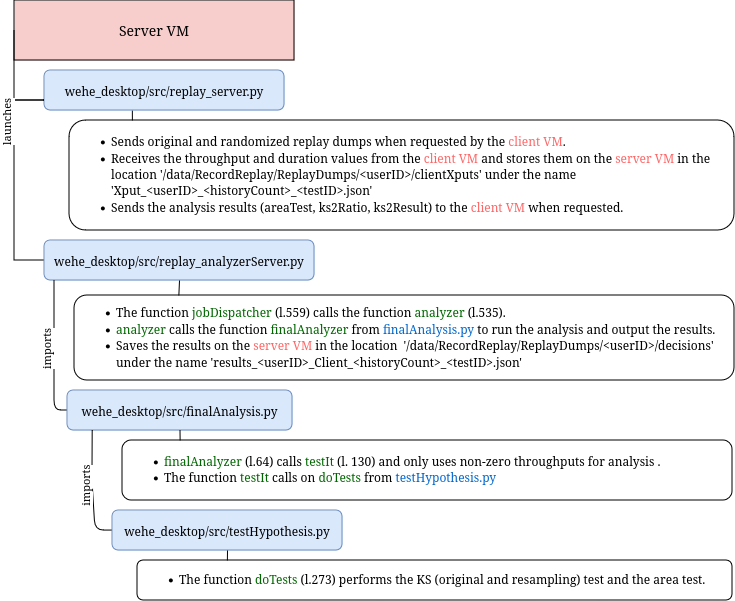 Server VM
launches
wehe_desktop/src/replay_server.py
• Sends original and randomized replay dumps when requested by the client VM.
• Receives the throughput and duration values from the client VM and stores them on the server VM in the
location '/data/RecordReplay/ReplayDumps/<userID>/clientXputs' under the name
'Xput_<userID>_<historyCount>_<testID>.json'
• Sends the analysis results (areaTest, ks2Ratio, ks2Result) to the client VM when requested.
wehe_desktop/src/replay_analyzerServer.py
• The function jobDispatcher (l.559) calls the function analyzer (l.535).
• analyzer calls the function finalAnalyzer from finalAnalysis.py to run the analysis and output the results.
• Saves the results on the server VM in the location '/data/RecordReplay/ReplayDumps/<userID>/decisions'
under the name 'results_<userID>_Client_<historyCount>_<testID>.json'
imports
wehe_desktop/src/finalAnalysis.py
• finalAnalyzer (l.64) calls testIt (l. 130) and only uses non-zero throughputs for analysis .
• The function testIt calls on doTests from testHypothesis.py
imports
wehe_desktop/src/testHypothesis.py
• The function doTests (l.273) performs the KS (original and resampling) test and the area test.